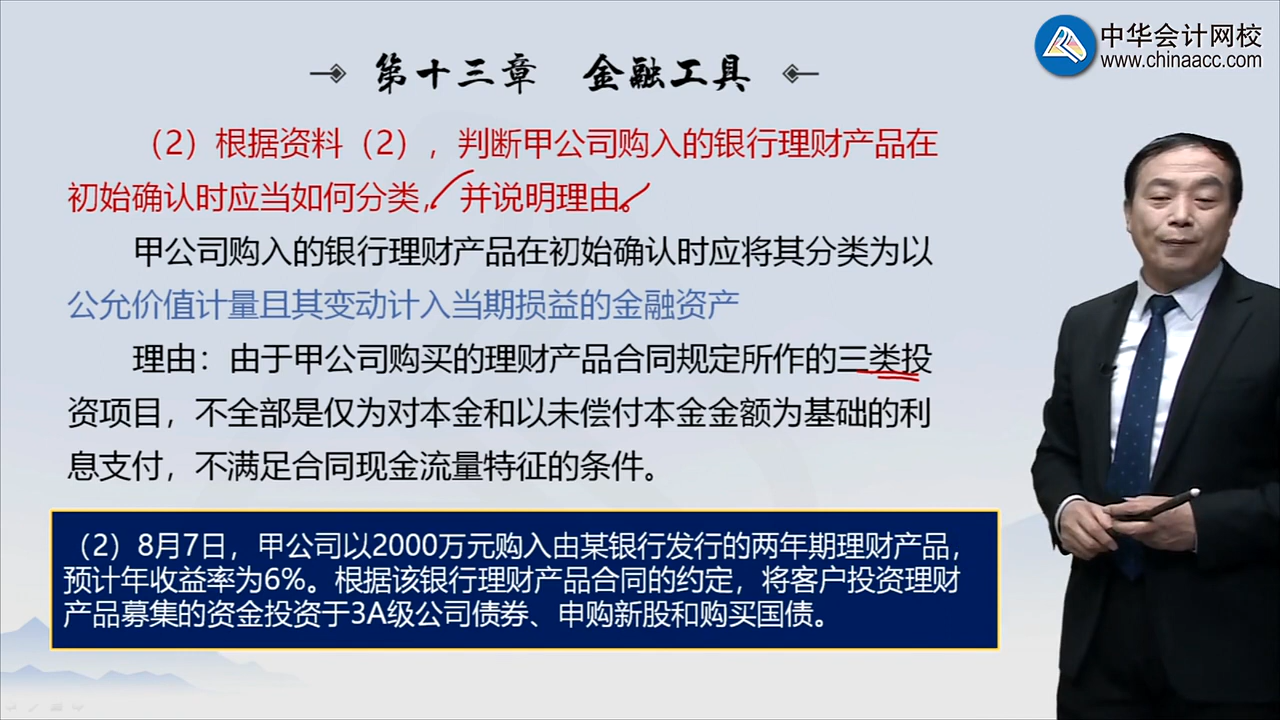 中华会计网校
www.chinaacc.com
第十三章 金融工具
（2）根据资料（2），判断甲公司购入的银行理财产品在
初始确认时应当如何分类，并说明理由。
甲公司购入的银行理财产品在初始确认时应将其分类为以
公允价值计量且其变动计入当期损益的金融资产
理由：由于甲公司购买的理财产品合同规定所作的三类投
资项目，不全部是仅为对本金和以未偿付本金金额为基础的利
息支付，不满足合同现金流量特征的条件。
（2）8月7日，甲公司以2000万元购入由某银行发行的两年期理财产品，
预计年收益率为6%。根据该银行理财产品合同的约定，将客户投资理财
产品募集的资金投资于3A级公司债券、申购新股和购买国债。